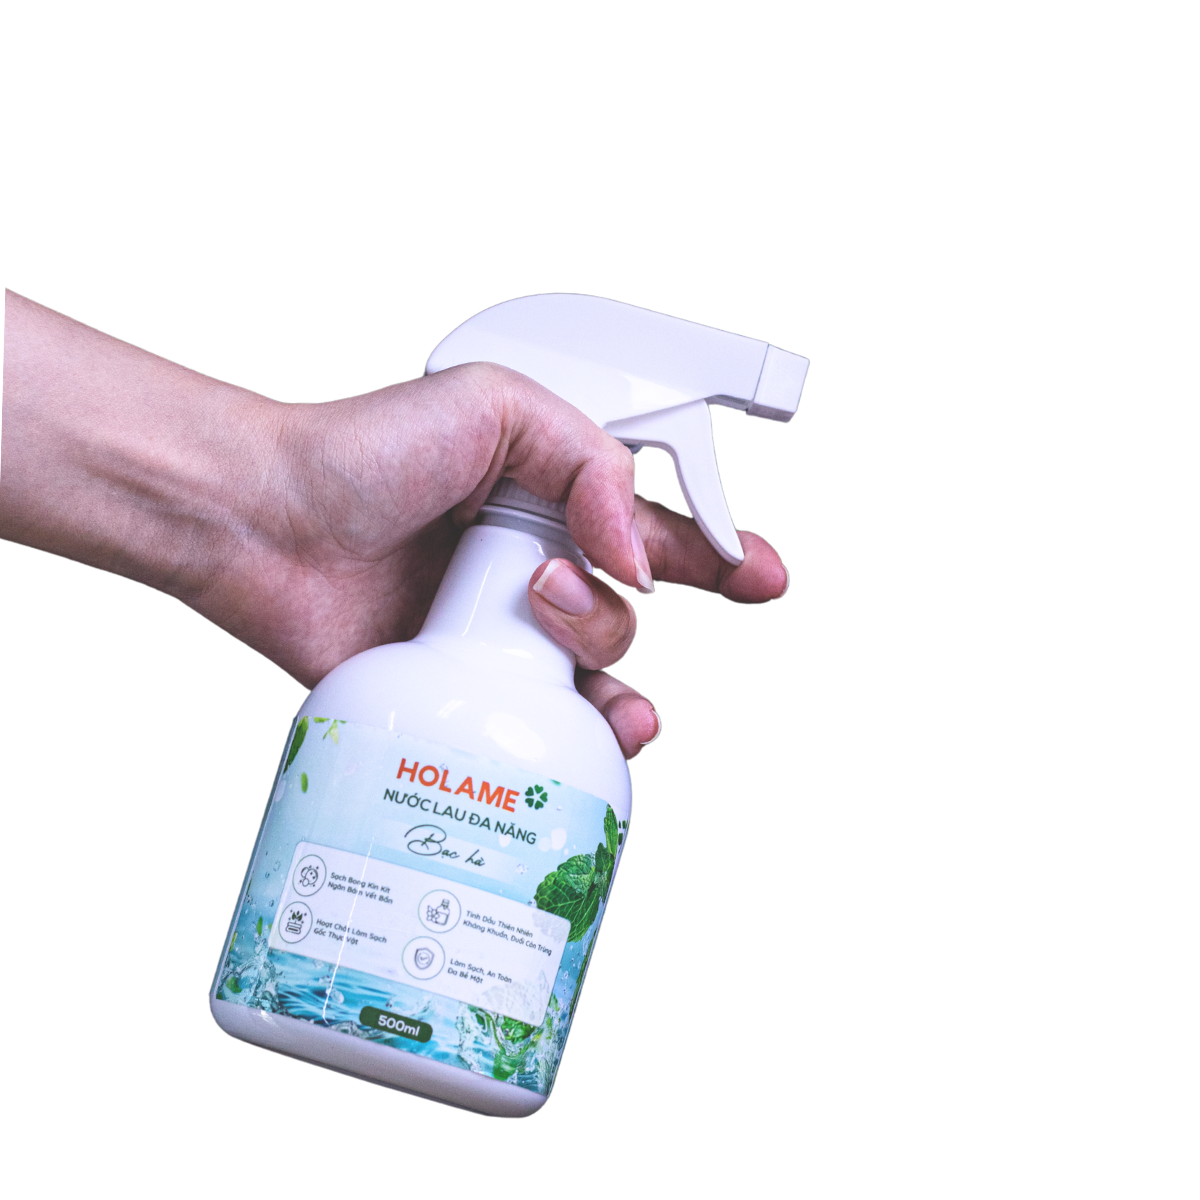 HOLAME
NƯỚC LAU ĐA NĂNG
Bạc hà
Sạch Bong Kin Kít
Ngăn Bám Vết Bẩn
Tinh Dầu Thiên Nhiên
Kháng Khuẩn, Đuổi Côn Trùng
Hoạt Chất Làm Sạch
Gốc Thực Vật
Làm Sạch, An Toàn
Đa Bề Mặt
500ml